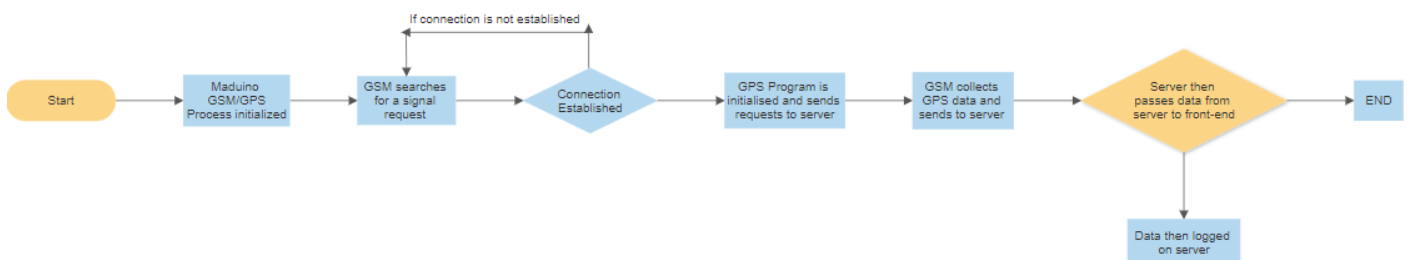 If connection is not established
Start
Maduino
GSM/GPS
Process initialized
GSM searches
for a signal
request
Connection
Established
GPS Program is
initialised and sends
requests to server
GSM collects
GPS data and
sends to server
Server then
passes data from
server to front-end
END
Data then logged
on server